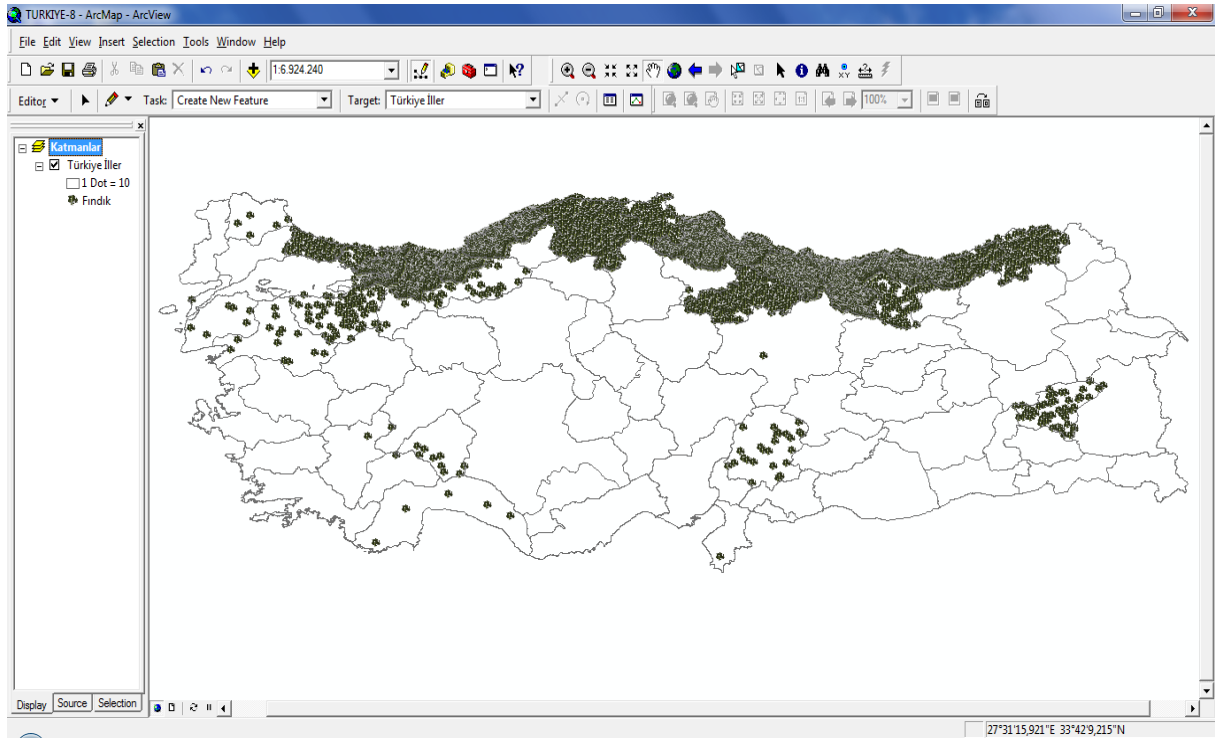 TURKIYE-8 - ArcMap - ArcView
File Edit View Insert Selection Tools Window Help
1:6.924.240
Editor Task: Create New Feature Target: Türkiye İller 100%
Katmanlar
Türkiye İller
1 Dot = 10
Fındık
Display Source Selection
27°31'15,921"E 33°42'9,215"N